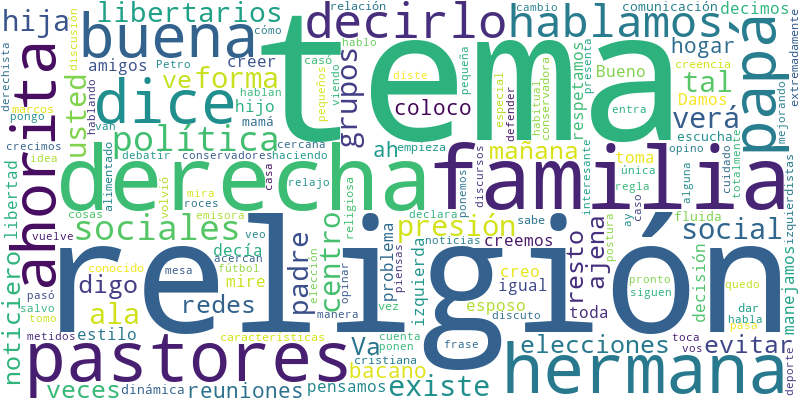 hija
libertarios
decirlo
cambio
relación
comunicación
hablamos
decimos
papá
extremadamente
derechista
discusión
buena
amigos
Petro
creer
casó
cómo
hablo
tema
pequeña
hogar
creencia
presenta
ahorita
usted
hablando
ve
forma
hijo
grupos
pequeños
viendo
diste
coloco
especial
defender
habitual
conservadora
respetamos
Bueno
tal
Damos
verá
mejorando
marcos
pongo
van
hablan
mamá
dice
política
ah
empieza
entra
escucha
opino
crecimos
idea
debatir
conservadores
haciendo
cercana
mañana
interesante
toma
única
regla
cuidado
totalmente
izquierdistas
libertad
alimentado
derecha
casa
relajo
familia
discursos
alguna
caso
cosas
volvió
mira
roces
religiosa
ponemos
declara
sabe
postura
ay
fluida
noticiero
vuelve
sociales
emisora
veo
centro
presión
resto
ajena
social
manejamos
decía
acercan
padre
problema
noticias
creemos
religión
conocido
mesa
fútbol
mire
elección
opinar
piensas
izquierda
creo
igual
decisión
pronto
siguen
quedo
pasó
salvo
tomo
digo
ala
redes
manera
vez
esposo
discuto
toda
dar
habla
metidos
estilo
características
Va
cuenta
ponen
frase
elecciones
toca
vos
evitar
pasa
deporte
pastores
bacano
cristiana
veces
dinámica
reuniones
pensamos
existe
hermana